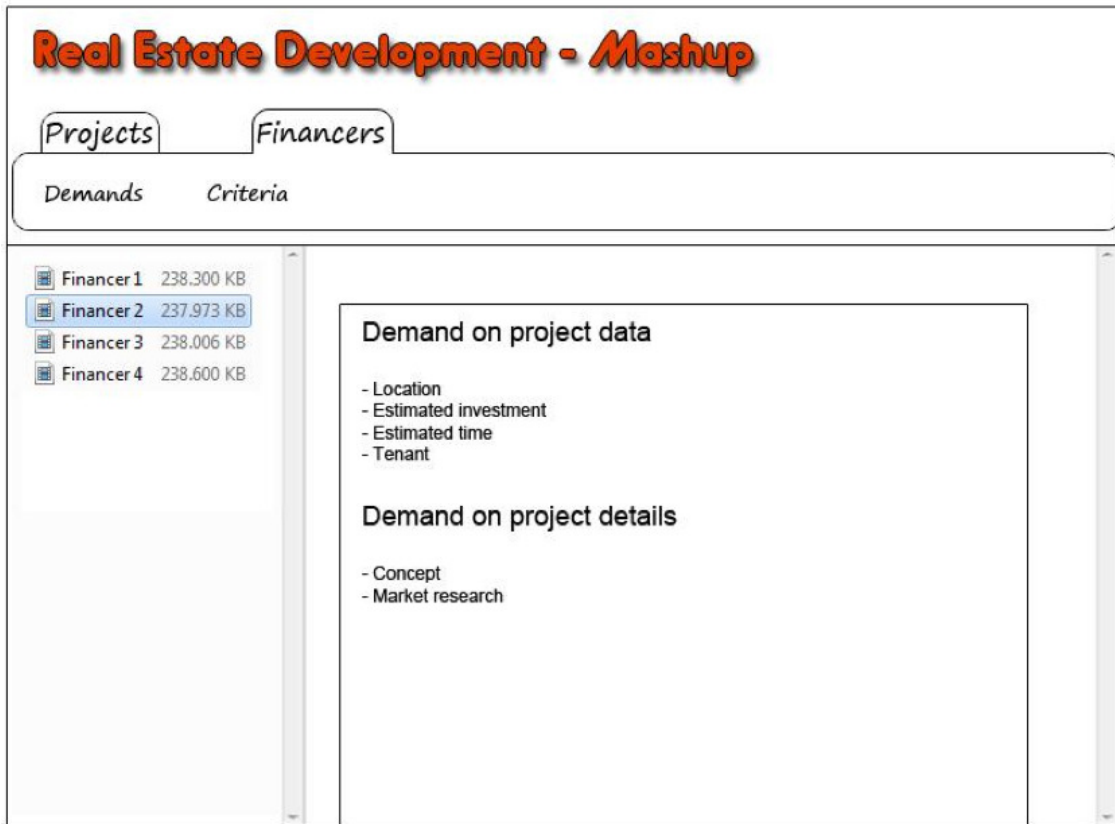 Real Estate Development - Mashup
Projects Financers
Demands Criteria
Financer 1 238.300 KB
Financer 2 237.973 KB
Financer 3 238.006 KB
Financer 4 238.600 KB
Demand on project data
- Location
- Estimated investment
- Estimated time
- Tenant
Demand on project details
- Concept
- Market research